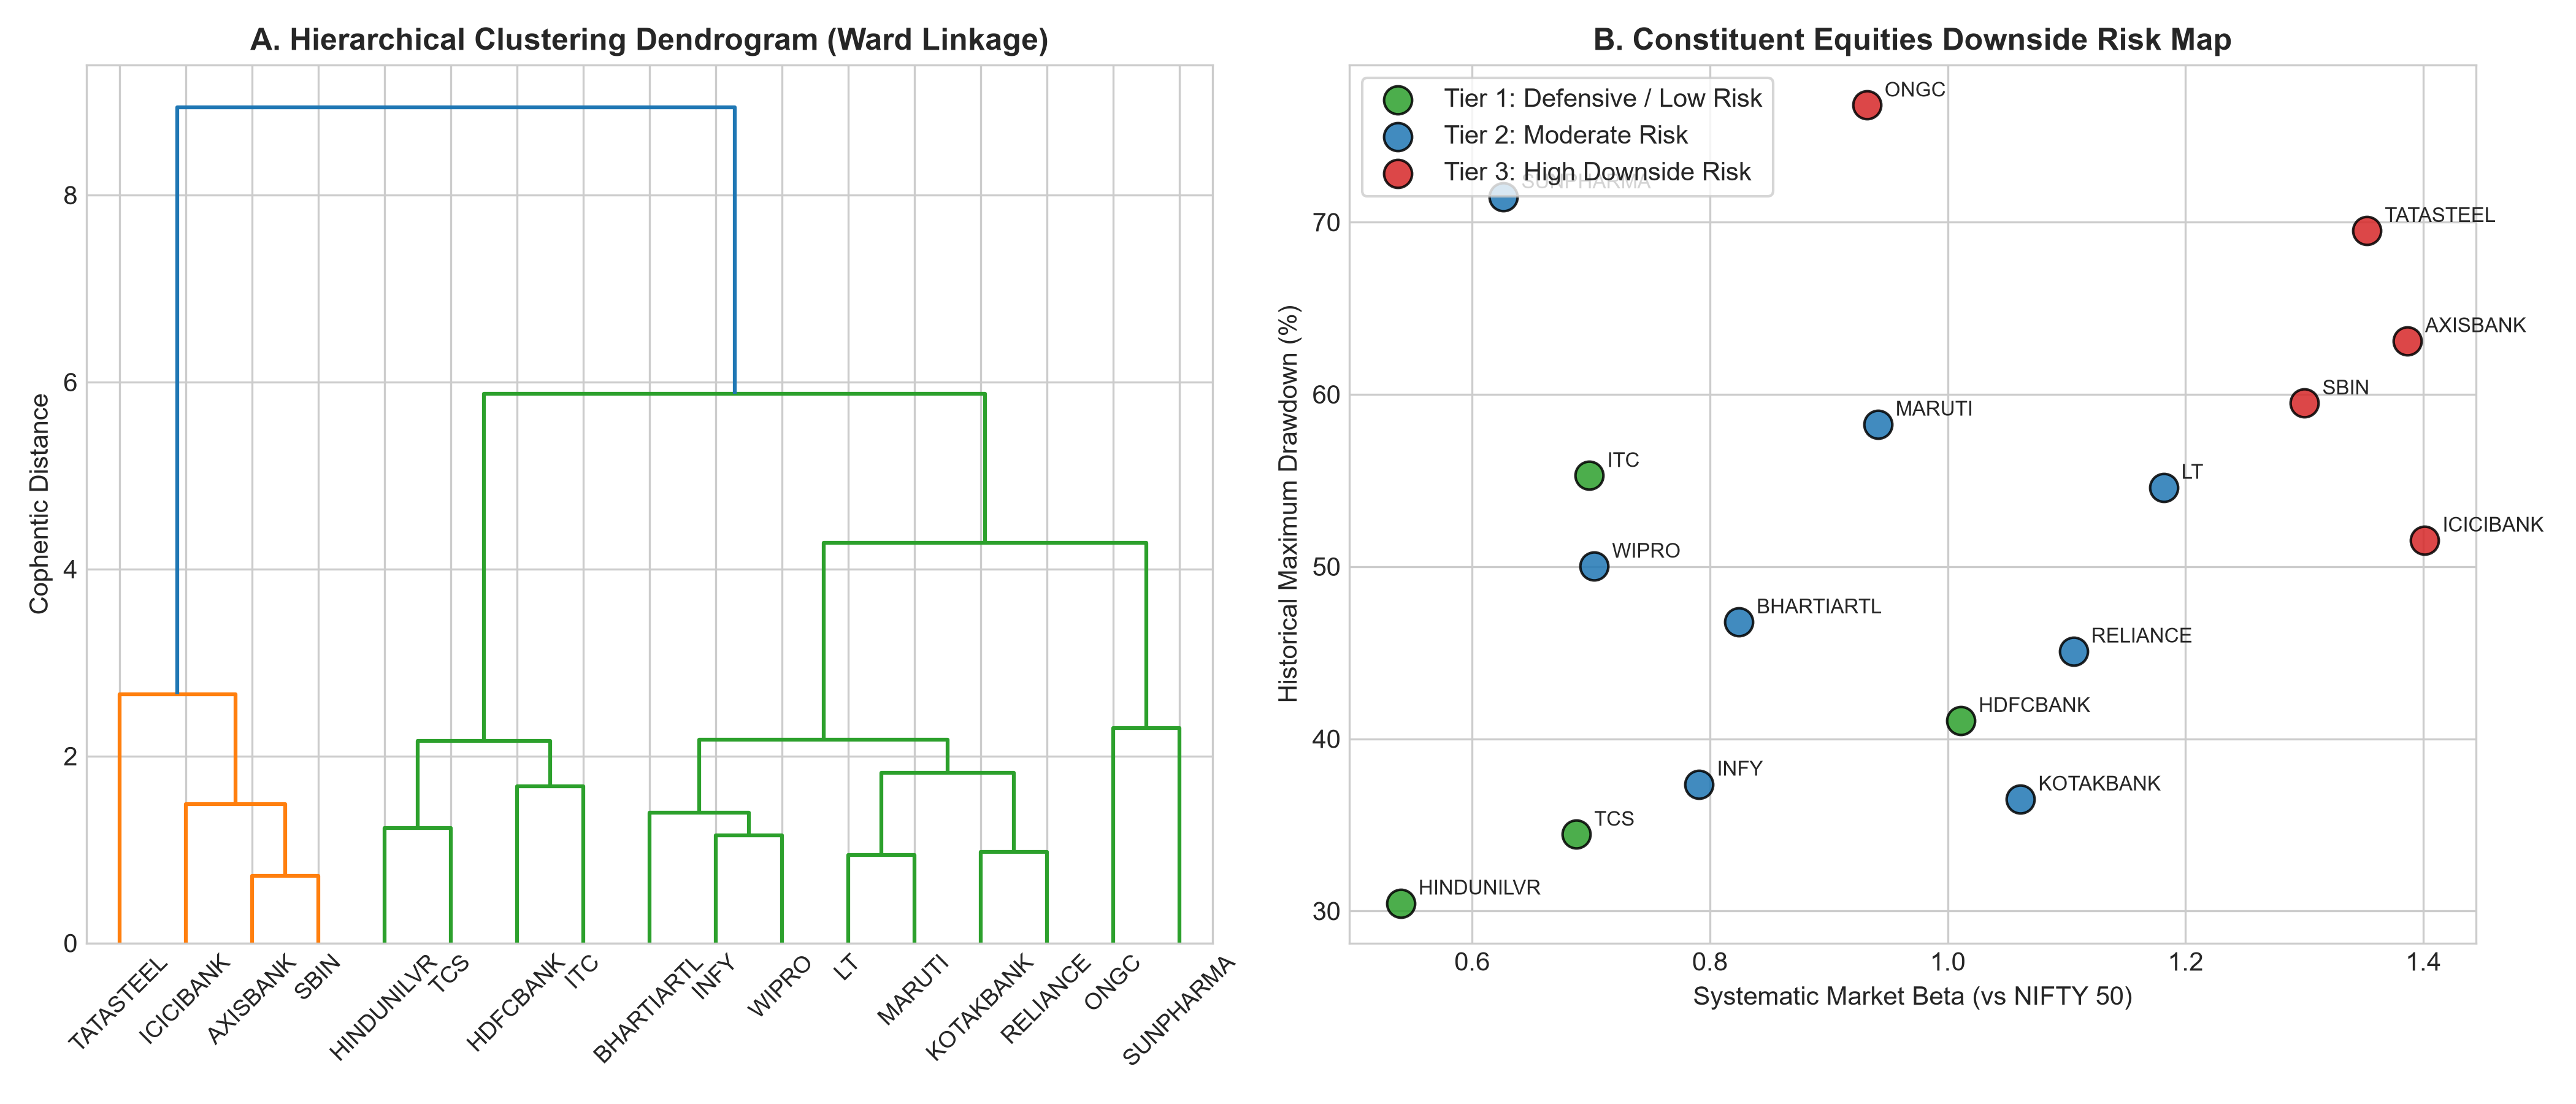 A. Hierarchical Clustering Dendrogram (Ward Linkage)
Cophentic Distance
8
6
4
2
0
TATASTEEL
ICICIBANK
AXISBANK
SBIN
HINDUNILVR
TCS
HDFCBANK
ITC
BHARTIARTL
INFY
WIPRO
LT
MARUTI
KOTAKBANK
RELIANCE
ONGC
SUNPHARMA
B. Constituent Equities Downside Risk Map
Tier 1: Defensive / Low Risk
Tier 2: Moderate Risk
Tier 3: High Downside Risk
Historical Maximum Drawdown (%)
70
60
50
40
30
ONGC
SUNPHARMA
TATASTEEL
AXISBANK
SBIN
MARUTI
ITC
LT
ICICIBANK
WIPRO
BHARTIARTL
RELIANCE
HDFCBANK
INFY
KOTAKBANK
TCS
HINDUNILVR
0.6
0.8
1.0
1.2
1.4
Systematic Market Beta (vs NIFTY 50)